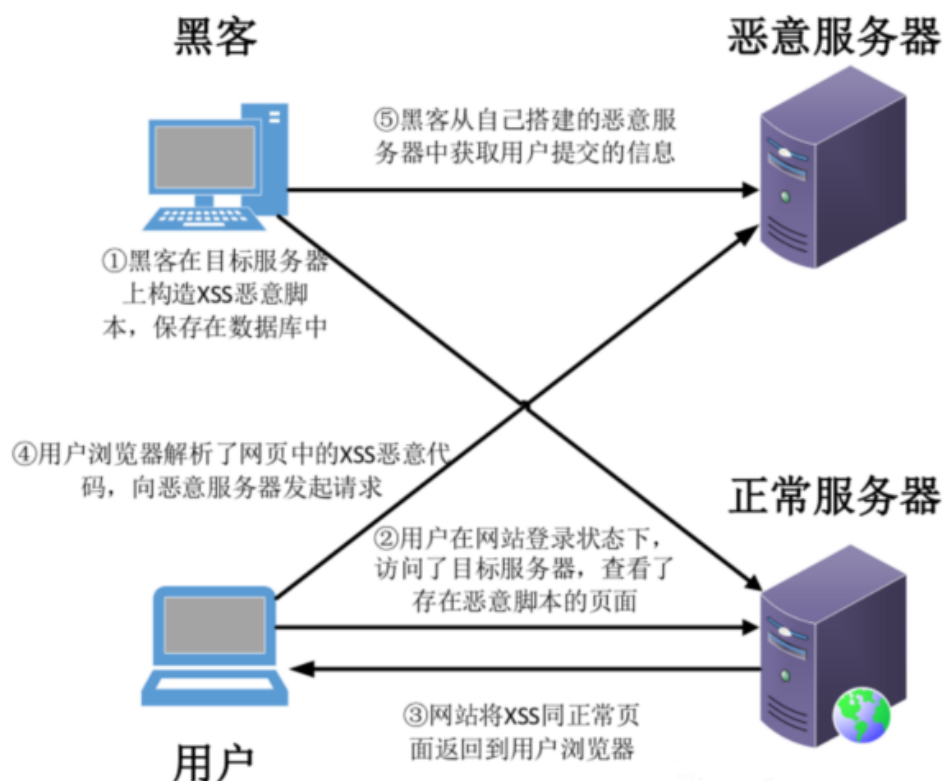 黑客
恶意服务器
⑤黑客从自己搭建的恶意服
务器中获取用户提交的信息
①黑客在目标服务器
上构造XSS恶意脚
本，保存在数据库中
④用户浏览器解析了网页中的XSS恶意代
码，向恶意服务器发起请求
正常服务器
②用户在网站登录状态下，
访问了目标服务器，查看了
存在恶意脚本的页面
③网站将XSS同正常页
面返回到用户浏览器
用户